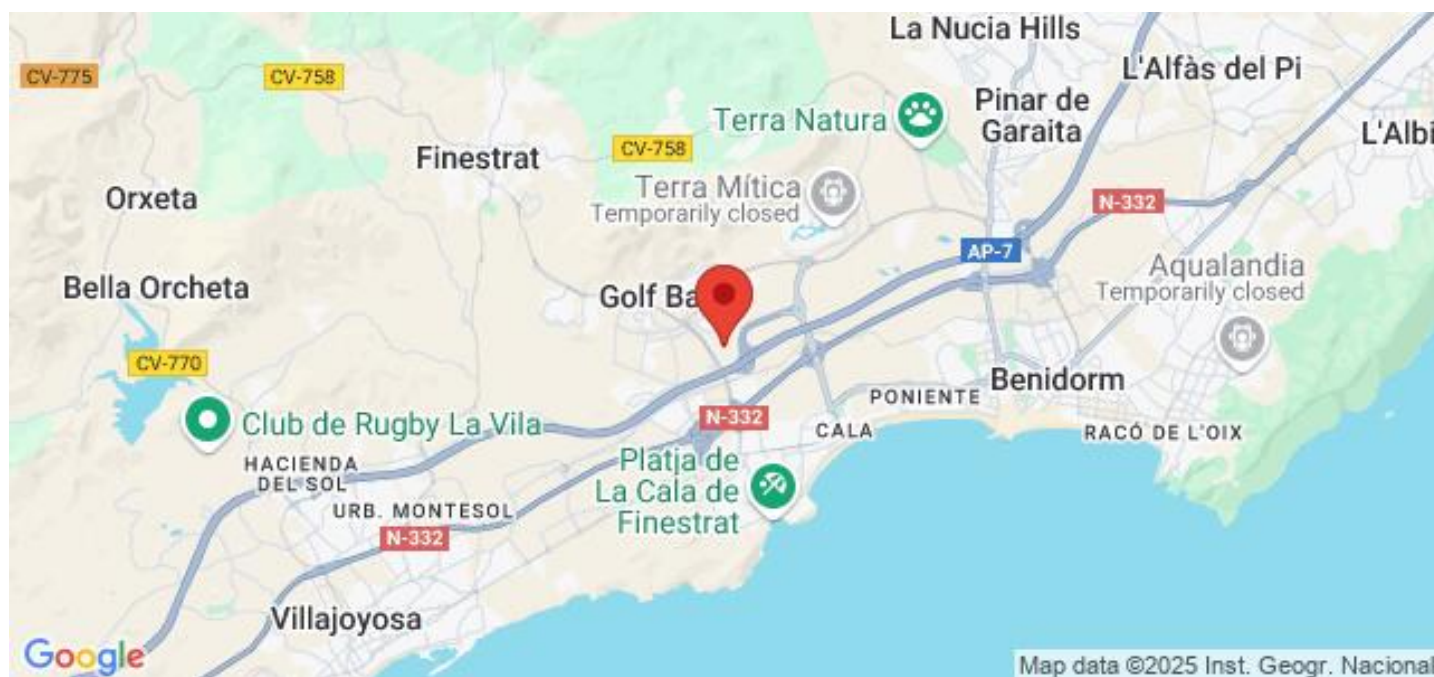 La Nucia Hills
CV-775
CV-758
L'Alfàs del Pi
Terra Natura
Pinar de
Garaita
L'Albi
Finestrat
CV-758
Orxeta
Terra Mítica
Temporarily closed
N-332
AP-7
Bella Orcheta
Golf Ba
Aqualandia
Temporarily closed
CV-770
Benidorm
PONIENTE
N-332
Club de Rugby La Vila
CALA
RACÓ DE L'OIX
HACIENDA
DEL SOL
Platja de
La Cala de
Finestrat
URB. MONTESOL
N-332
Villajoyosa
Google
Map data ©2025 Inst. Geogr. Nacional